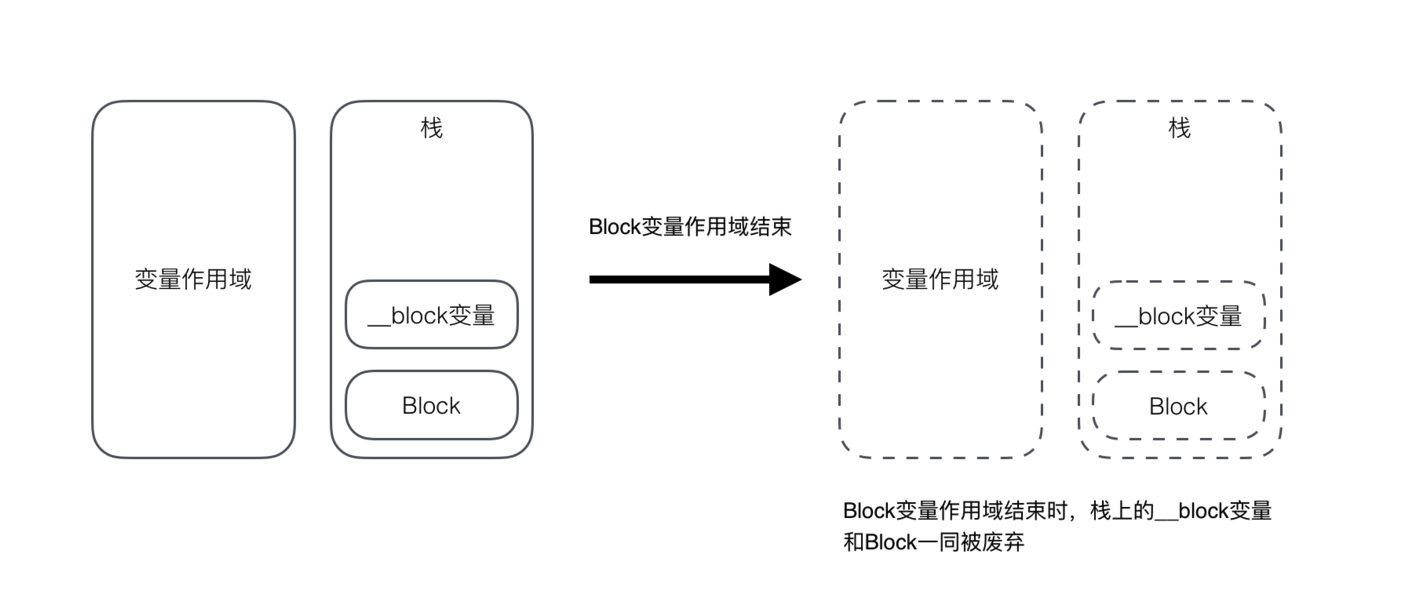 栈
变量作用域
__block变量
Block
Block变量作用域结束
栈
变量作用域
__block变量
Block
Block变量作用域结束时，栈上的__block变量
和Block一同被废弃